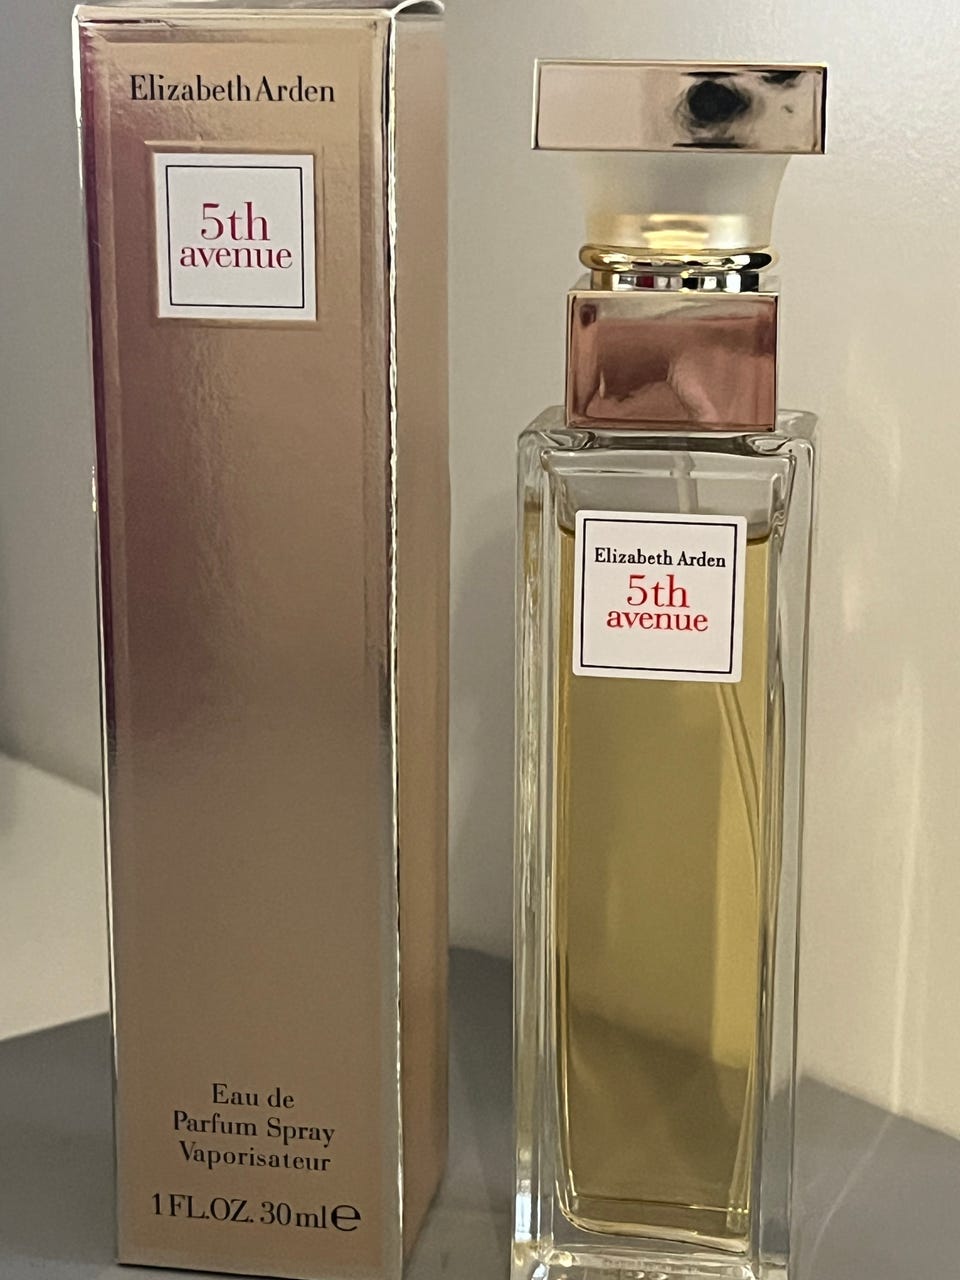 Elizabeth Arden
5th
avenue
Eau de
Parfum Spray
Vaporisateur
1 FL.OZ. 30 ml ℮
Elizabeth Arden
5th
avenue